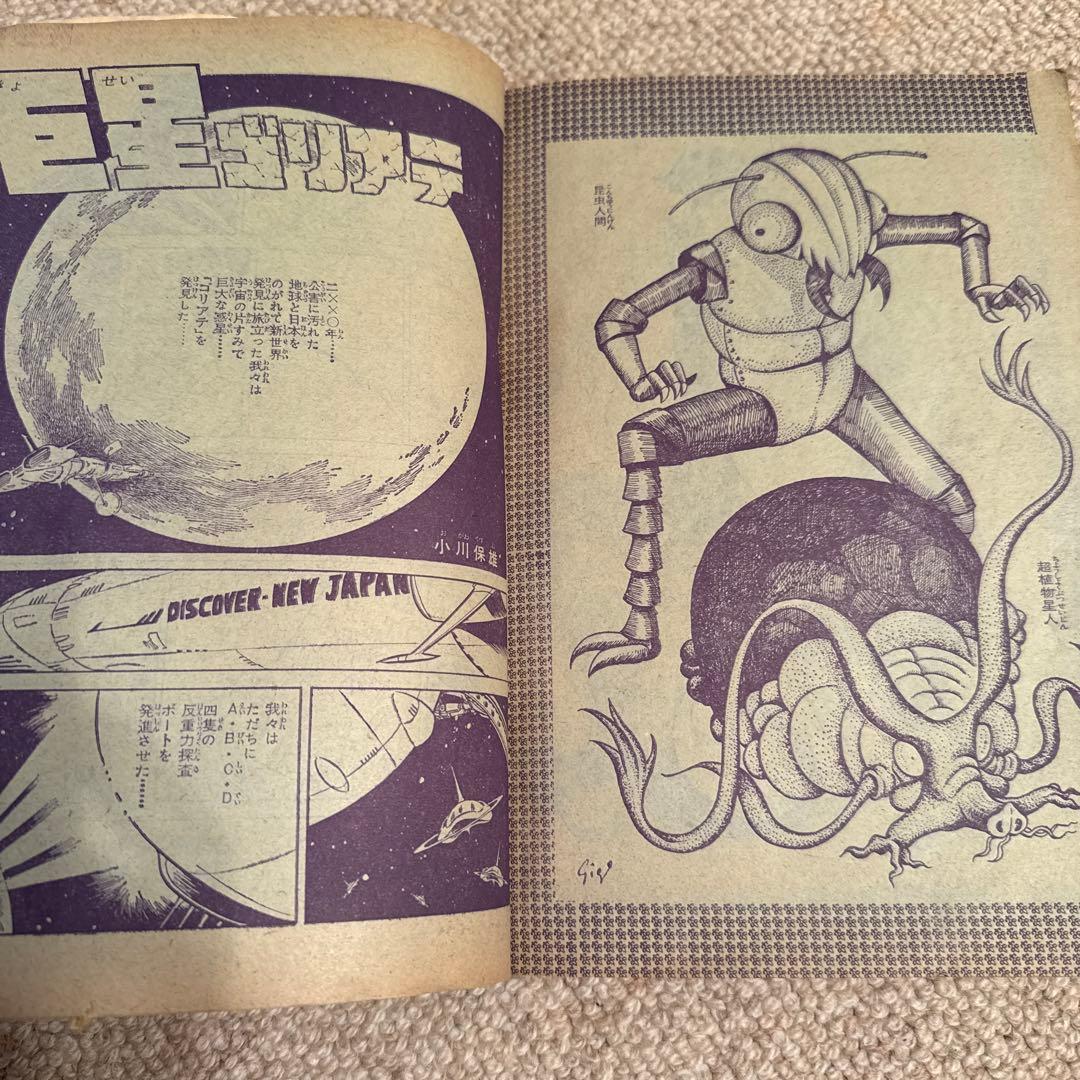 巨星ゴリアテ
二××〇年……
公害に汚れた
地球と日本を
のがれて新世界
発見に旅立った我々は
宇宙の片すみで
巨大な惑星……
「ゴリアテ」を
発見した……
小川保雄
DISCOVER・NEW JAPAN
我々は
ただちに
A・B・C・D
四隻の
反重力探査
ボートを
発進させた……
昆虫人間
超植物星人